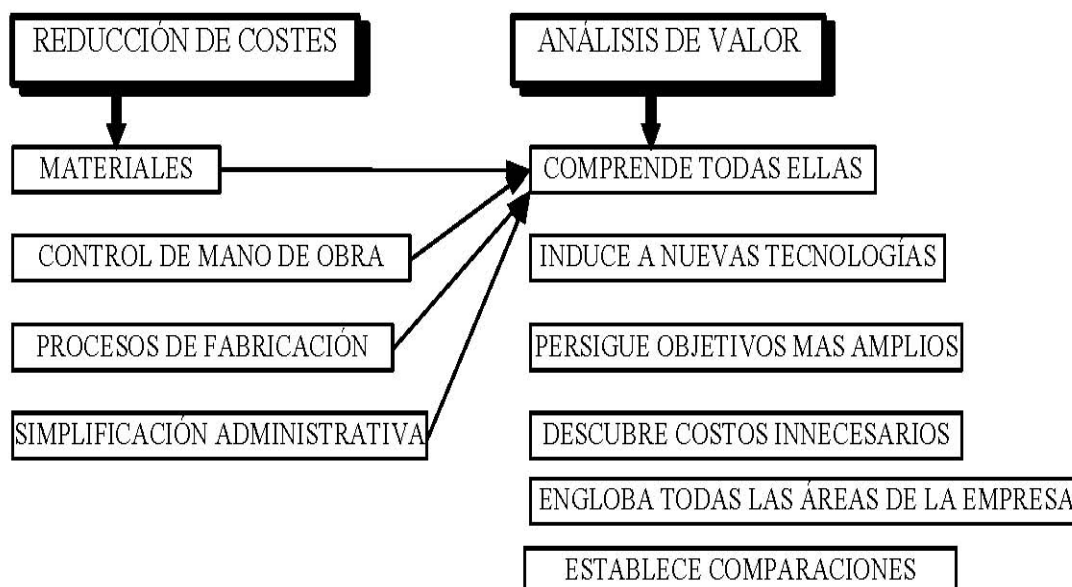 REDUCCIÓN DE COSTES
ANÁLISIS DE VALOR
MATERIALES
COMPRENDE TODAS ELLAS
CONTROL DE MANO DE OBRA
INDUCE A NUEVAS TECNOLOGÍAS
PROCESOS DE FABRICACIÓN
PERSIGUE OBJETIVOS MAS AMPLIOS
SIMPLIFICACIÓN ADMINISTRATIVA
DESCUBRE COSTOS INNECESARIOS
ENGLOBA TODAS LAS ÁREAS DE LA EMPRESA
ESTABLECE COMPARACIONES